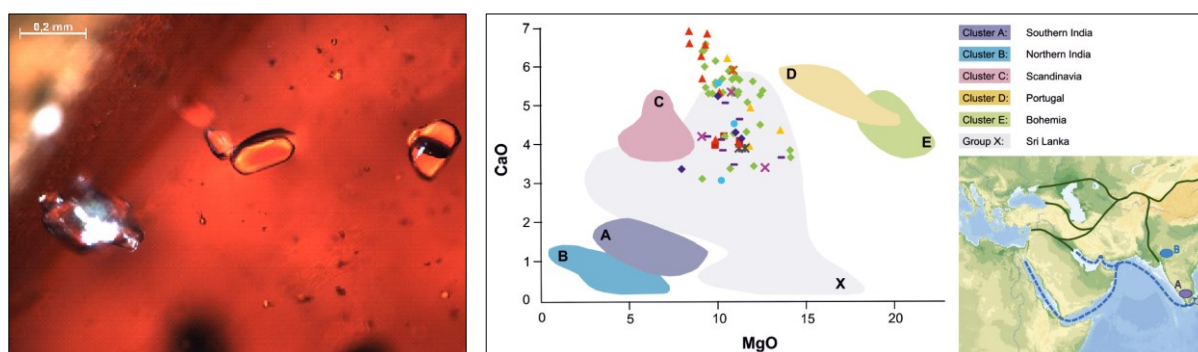 0,2 mm
CaO
7
6
5
4
3
2
1
0
0
5
10
15
20
MgO
A
B
C
D
E
X
Cluster A: Southern India
Cluster B: Northern India
Cluster C: Scandinavia
Cluster D: Portugal
Cluster E: Bohemia
Group X: Sri Lanka
B
A